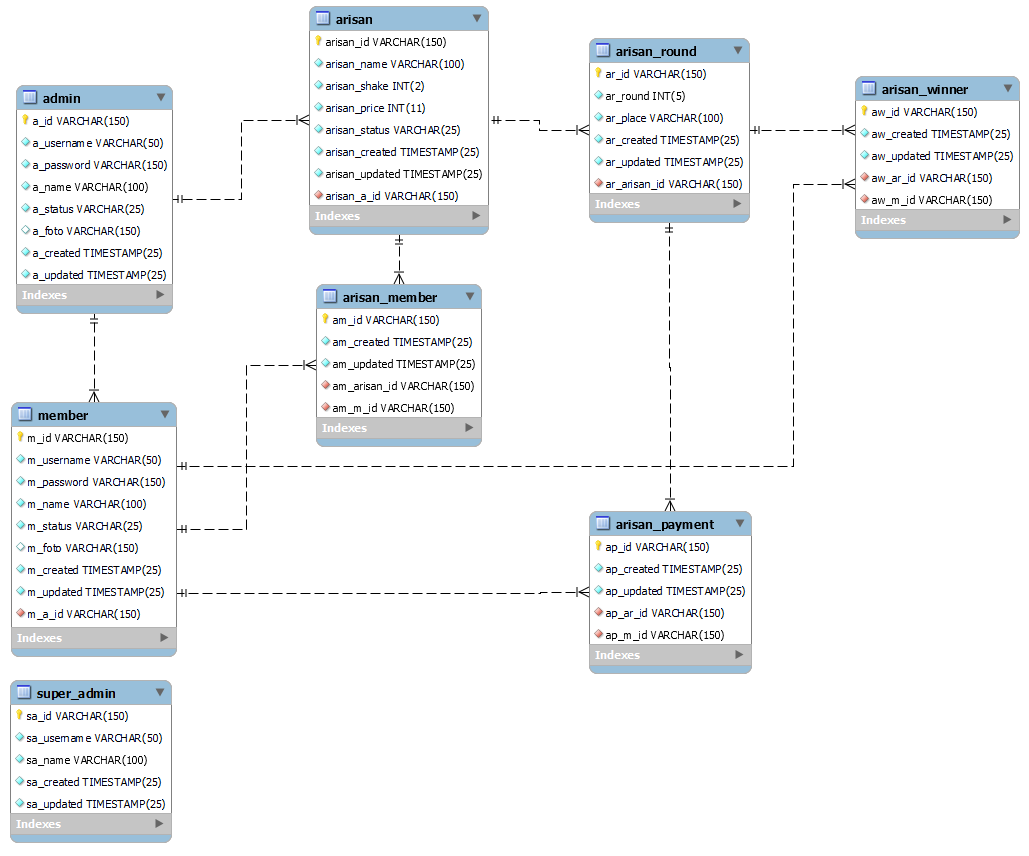 admin
a_id VARCHAR(150)
a_username VARCHAR(50)
a_password VARCHAR(150)
a_name VARCHAR(100)
a_status VARCHAR(25)
a_foto VARCHAR(150)
a_created TIMESTAMP(25)
a_updated TIMESTAMP(25)
Indexes
arisan
arisan_id VARCHAR(150)
arisan_name VARCHAR(100)
arisan_shake INT(2)
arisan_price INT(11)
arisan_status VARCHAR(25)
arisan_created TIMESTAMP(25)
arisan_updated TIMESTAMP(25)
arisan_a_id VARCHAR(150)
Indexes
arisan_round
ar_id VARCHAR(150)
ar_round INT(5)
ar_place VARCHAR(100)
ar_created TIMESTAMP(25)
ar_updated TIMESTAMP(25)
ar_arisan_id VARCHAR(150)
Indexes
arisan_winner
aw_id VARCHAR(150)
aw_created TIMESTAMP(25)
aw_updated TIMESTAMP(25)
aw_ar_id VARCHAR(150)
aw_m_id VARCHAR(150)
Indexes
arisan_member
am_id VARCHAR(150)
am_created TIMESTAMP(25)
am_updated TIMESTAMP(25)
am_arisan_id VARCHAR(150)
am_m_id VARCHAR(150)
Indexes
member
m_id VARCHAR(150)
m_username VARCHAR(50)
m_password VARCHAR(150)
m_name VARCHAR(100)
m_status VARCHAR(25)
m_foto VARCHAR(150)
m_created TIMESTAMP(25)
m_updated TIMESTAMP(25)
m_a_id VARCHAR(150)
Indexes
arisan_payment
ap_id VARCHAR(150)
ap_created TIMESTAMP(25)
ap_updated TIMESTAMP(25)
ap_ar_id VARCHAR(150)
ap_m_id VARCHAR(150)
Indexes
super_admin
sa_id VARCHAR(150)
sa_username VARCHAR(50)
sa_name VARCHAR(100)
sa_created TIMESTAMP(25)
sa_updated TIMESTAMP(25)
Indexes